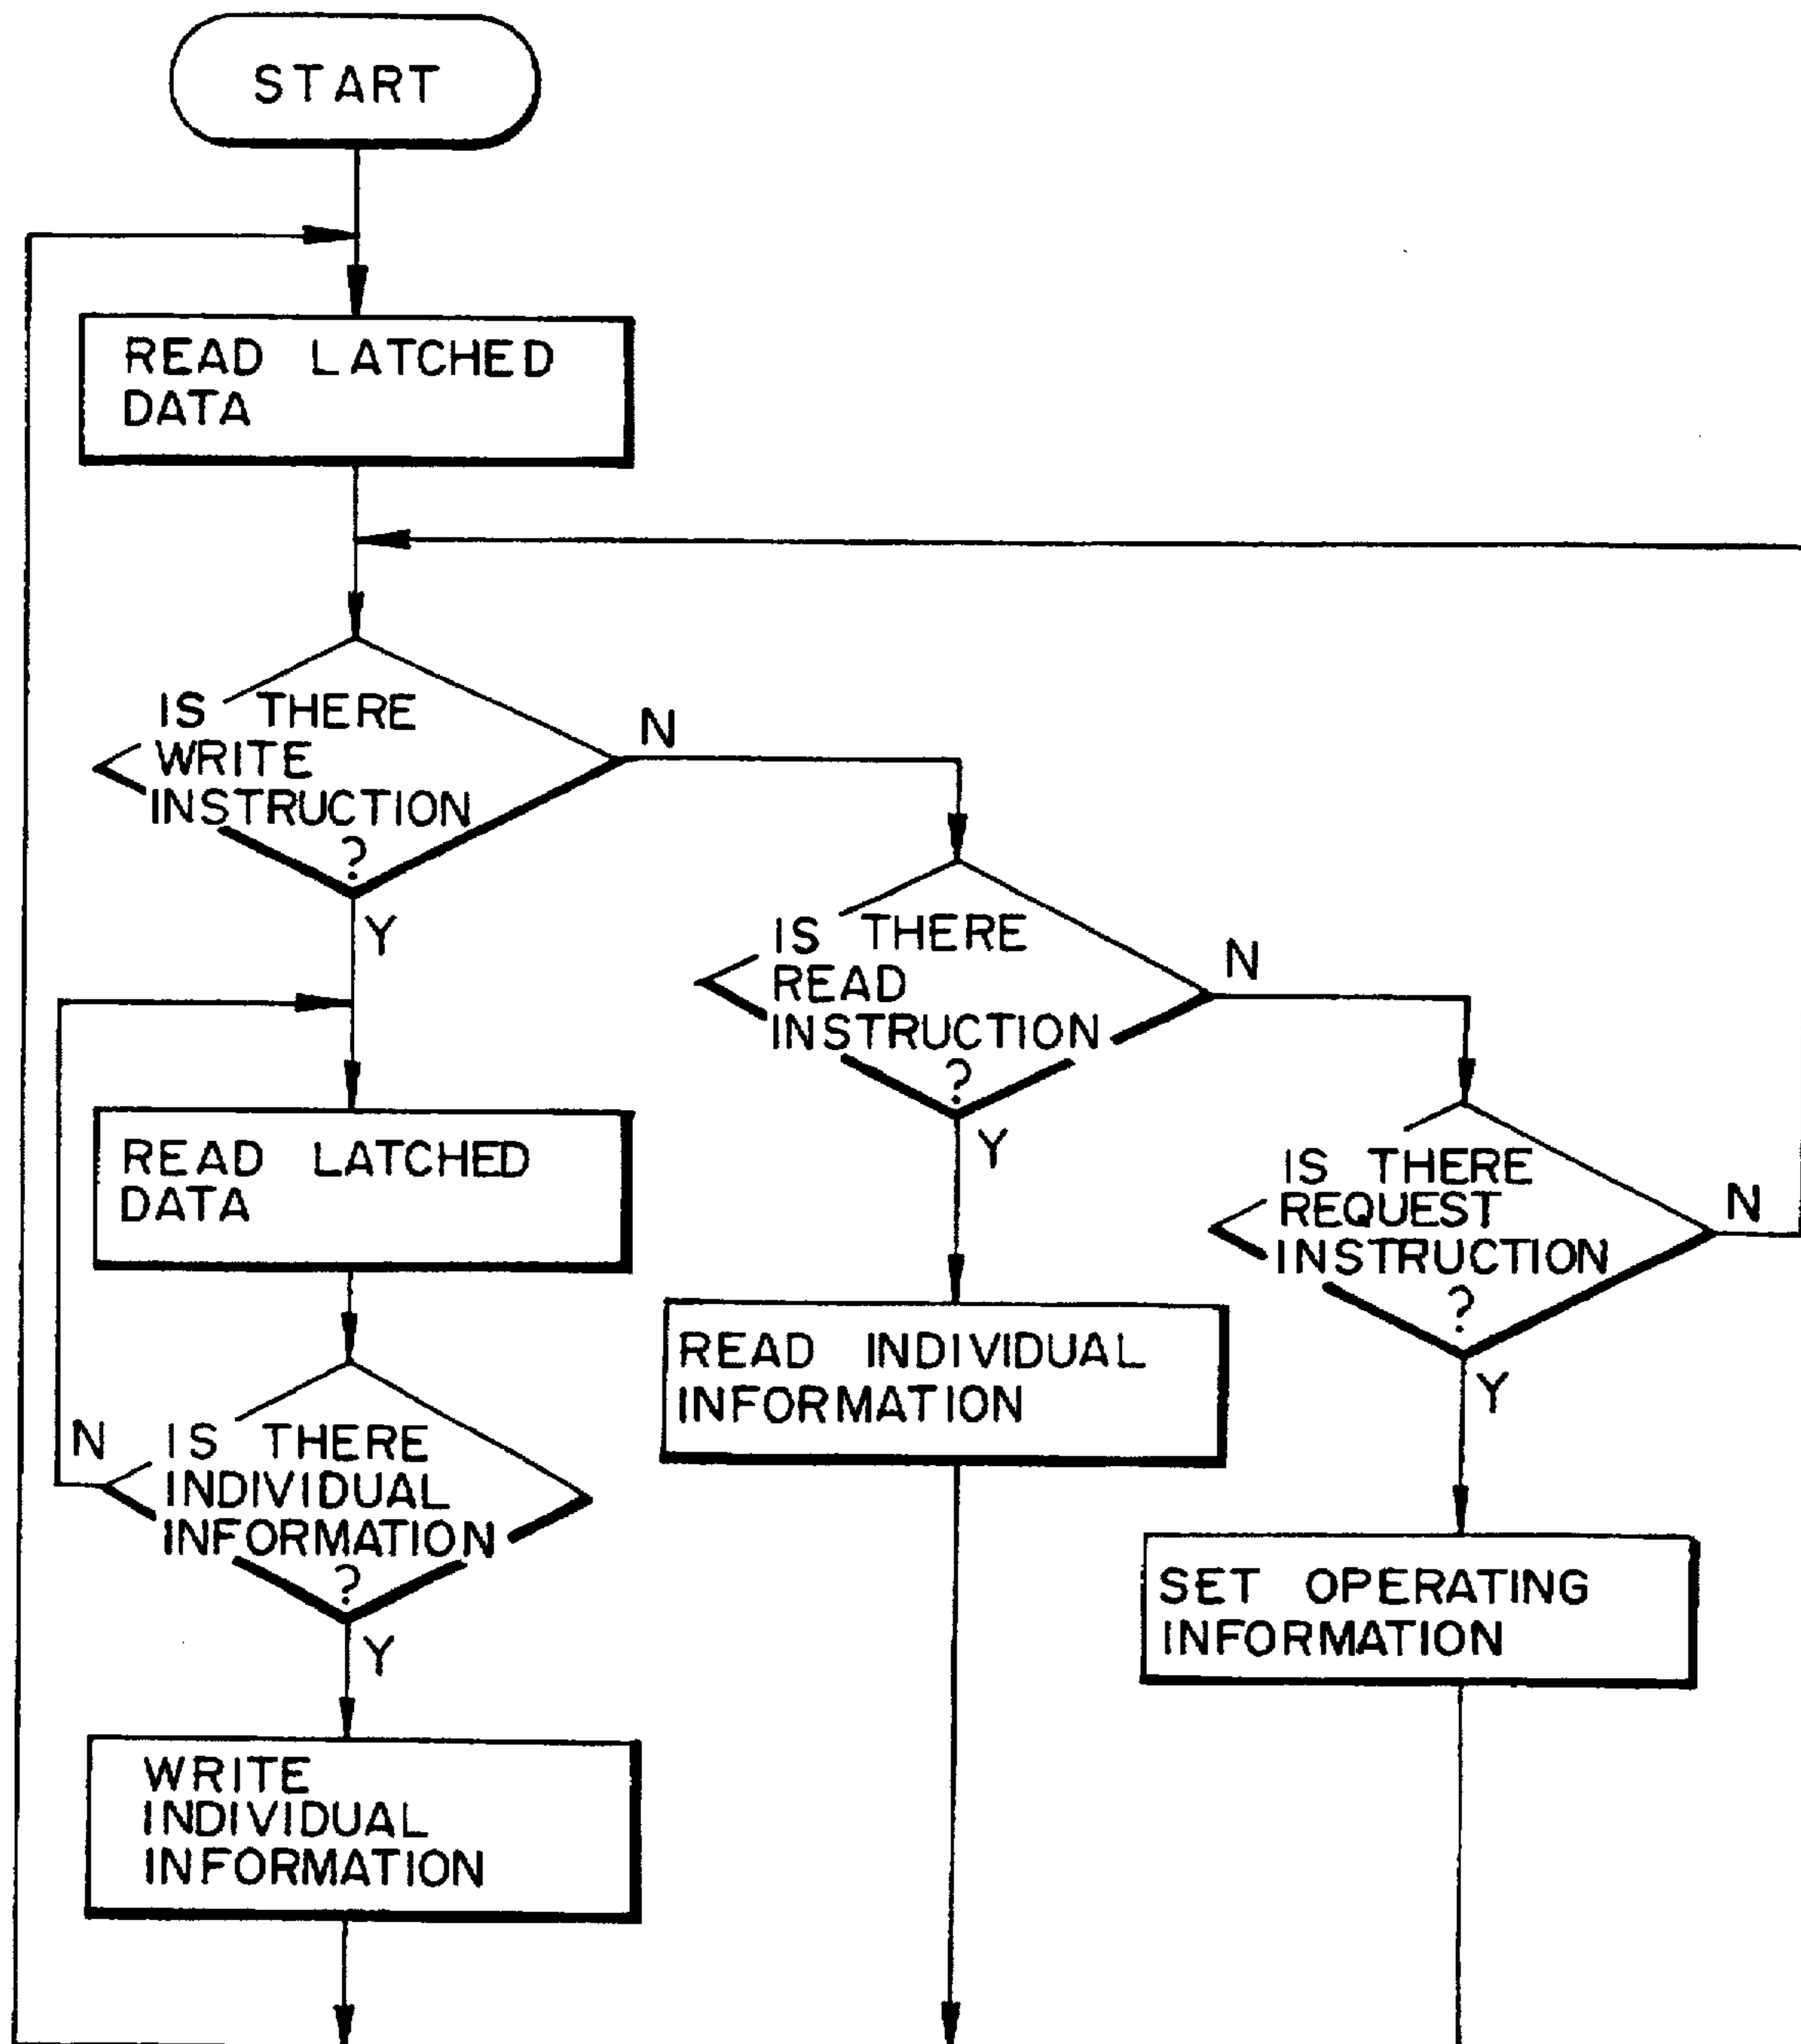 START
READ LATCHED
DATA
IS THERE
WRITE
INSTRUCTION
?
N
Y
IS THERE
READ
INSTRUCTION
?
N
Y
IS THERE
REQUEST
INSTRUCTION
?
N
Y
READ LATCHED
DATA
IS THERE
INDIVIDUAL
INFORMATION
?
N
Y
READ INDIVIDUAL
INFORMATION
SET OPERATING
INFORMATION
WRITE
INDIVIDUAL
INFORMATION